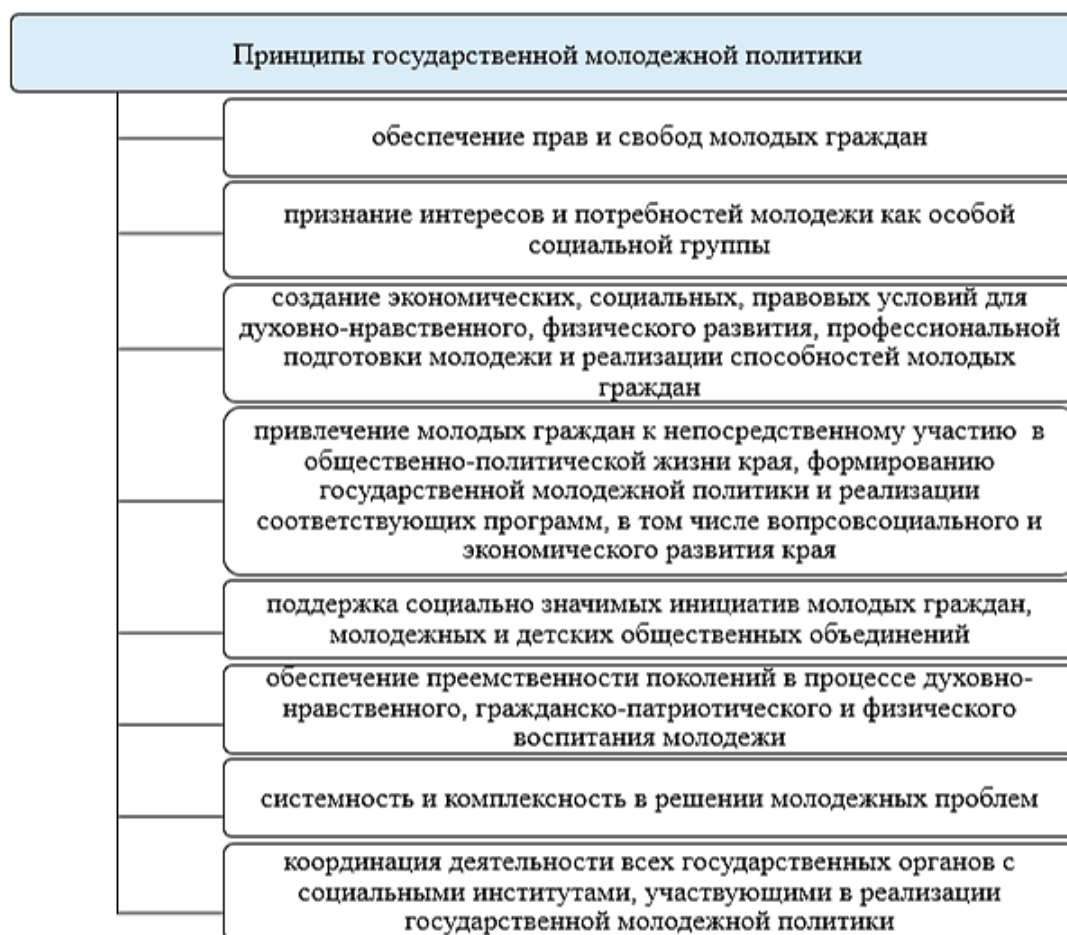 Принципы государственной молодежной политики
обеспечение прав и свобод молодых граждан
признание интересов и потребностей молодежи как особой
социальной группы
создание экономических, социальных, правовых условий для
духовно-нравственного, физического развития, профессиональной
подготовки молодежи и реализации способностей молодых
граждан
привлечение молодых граждан к непосредственному участию в
общественно-политической жизни края, формированию
государственной молодежной политики и реализации
соответствующих программ, в том числе вопрсовсоциального и
экономического развития края
поддержка социально значимых инициатив молодых граждан,
молодежных и детских общественных объединений
обеспечение преемственности поколений в процессе духовно-
нравственного, гражданско-патриотического и физического
воспитания молодежи
системность и комплексность в решении молодежных проблем
координация деятельности всех государственных органов с
социальными институтами, участвующими в реализации
государственной молодежной политики